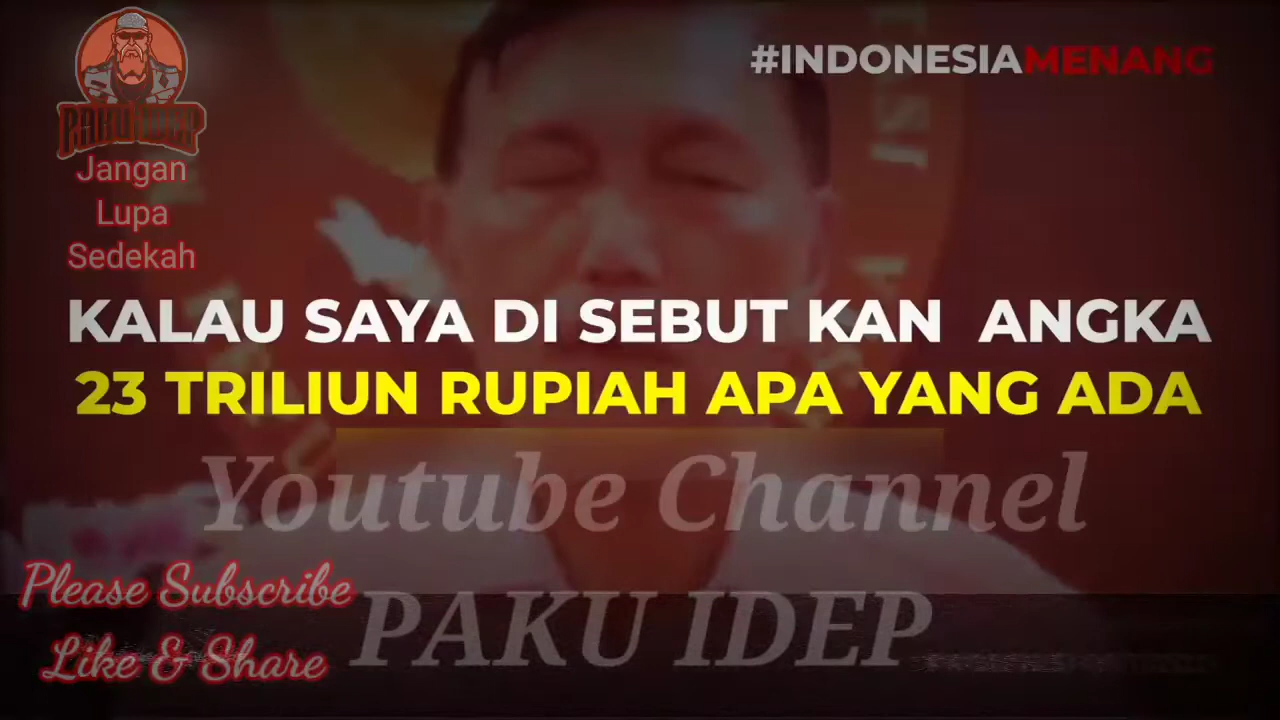 #INDONESIAMENANG
PAKU IDEP
Jangan
Lupa
Sedekah
KALAU SAYA DI SEBUT KAN ANGKA
23 TRILIUN RUPIAH APA YANG ADA
Youtube Channel
PAKU IDEP
Please Subscribe
Like & Share